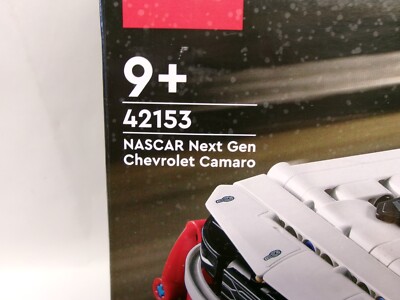 9+
42153
NASCAR Next Gen
Chevrolet Camaro